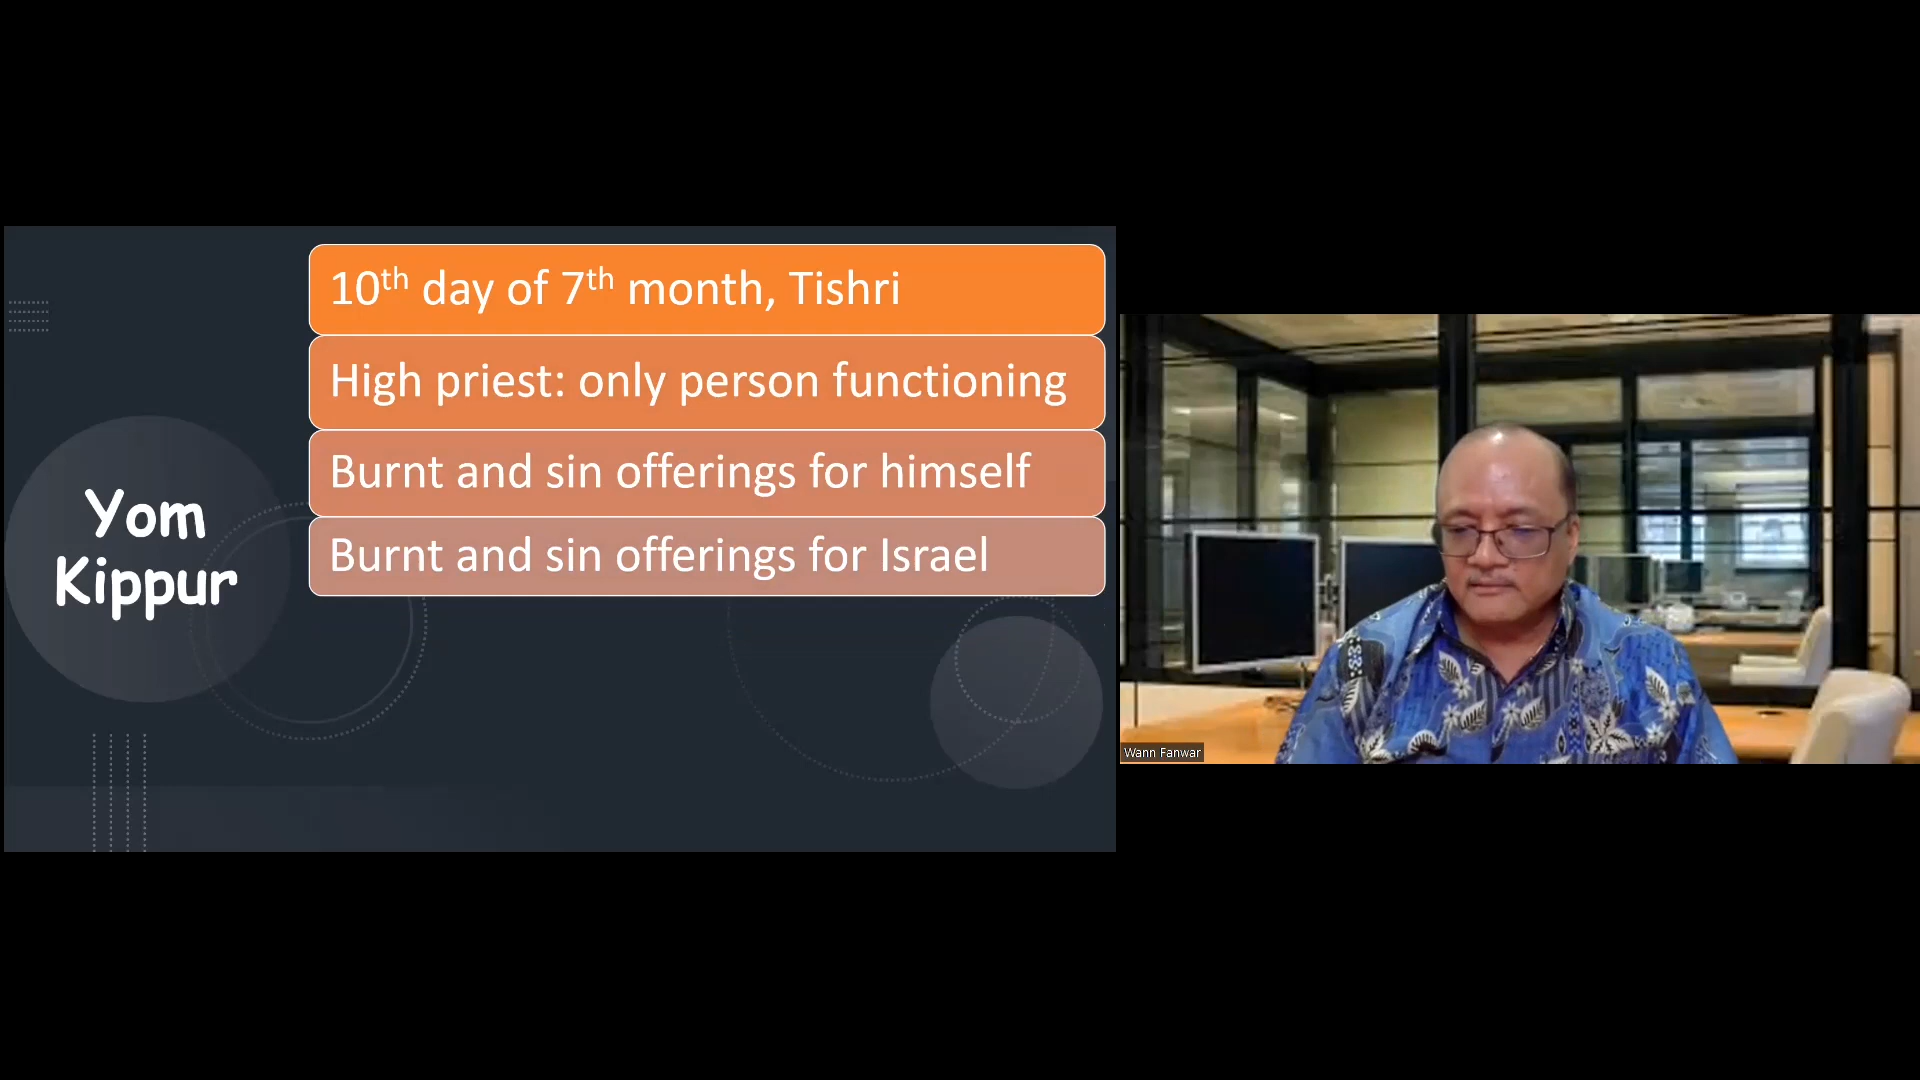 Yom
Kippur
10th day of 7th month, Tishri
High priest: only person functioning
Burnt and sin offerings for himself
Burnt and sin offerings for Israel
Wann Fanwar